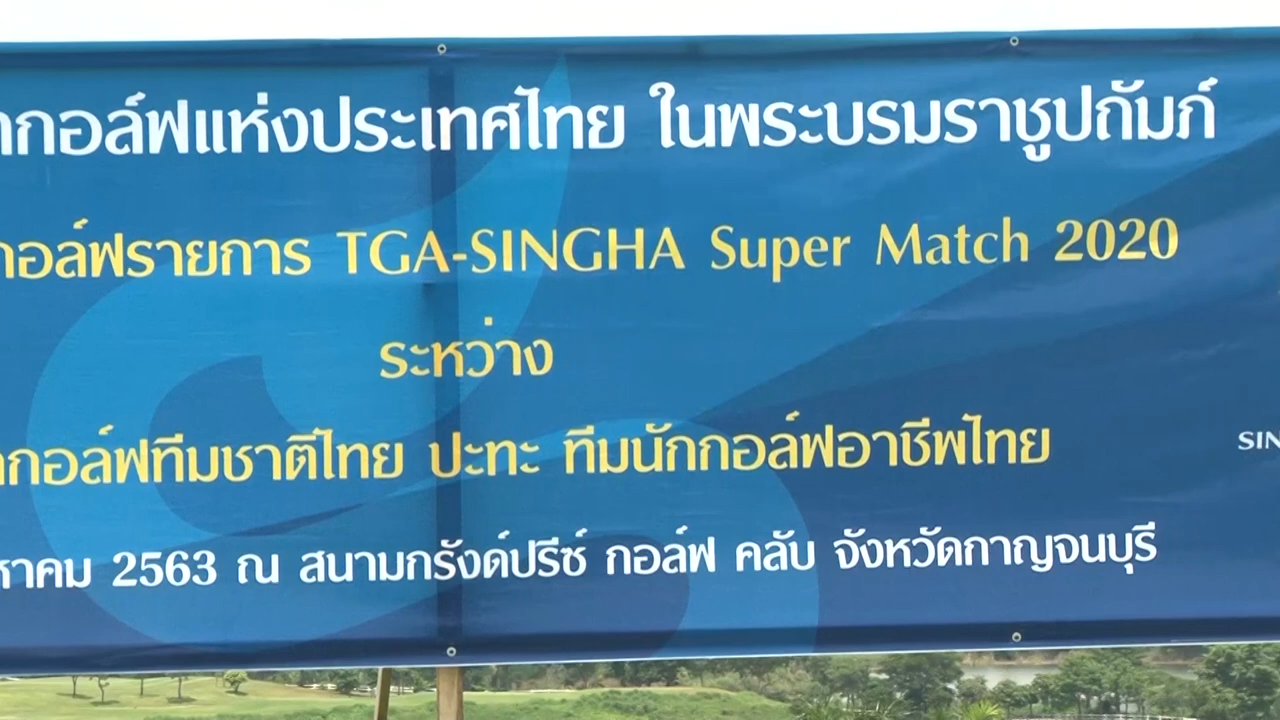 กอล์ฟแห่งประเทศไทย ในพระบรมราชูปถัมภ์
กอล์ฟรายการ TGA-SINGHA Super Match 2020
ระหว่าง
กอล์ฟทีมชาติไทย ปะทะ ทีมนักกอล์ฟอาชีพไทย
2563 ณ สนามกรังด์ปรีซ์ กอล์ฟ คลับ จังหวัดกาญจนบุรี